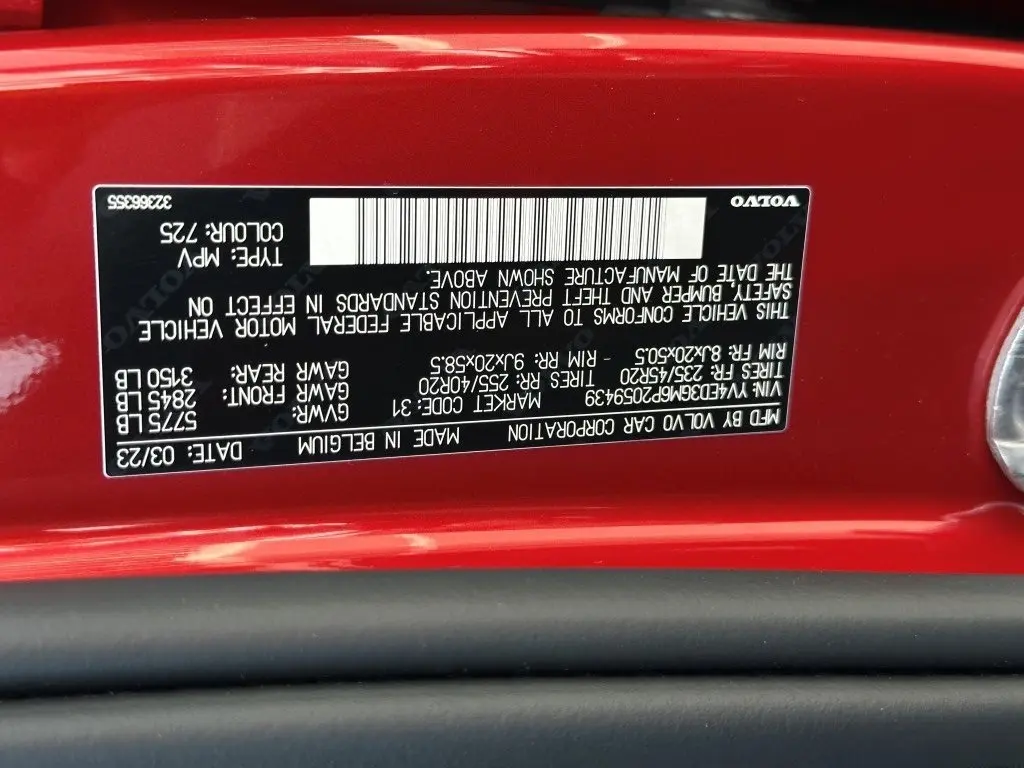 MFD BY VOLVO CAR CORPORATION MADE IN BELGIUM DATE: 03/23
VIN: YV4ED3GM6P2059439 MARKET CODE: 31 GVWR: 5775 LB
TIRES FR: 235/45R20 TIRES RR: 255/40R20 GAWR FRONT: 2845 LB
RIM FR: 8Jx20x50.5 - RIM RR: 9Jx20x58.5 GAWR REAR: 3150 LB
THIS VEHICLE CONFORMS TO ALL APPLICABLE FEDERAL MOTOR VEHICLE
SAFETY, BUMPER AND THEFT PREVENTION STANDARDS IN EFFECT ON
THE DATE OF MANUFACTURE SHOWN ABOVE.
TYPE: MPV
COLOUR: 725
VOLVO 32366355